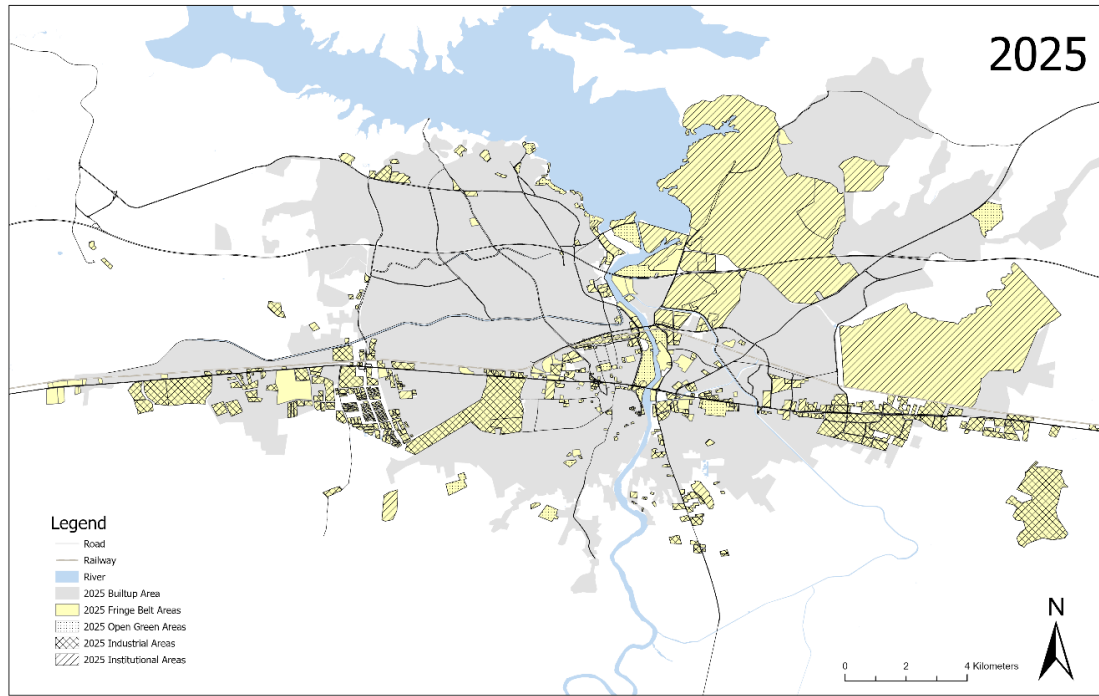 2025
Legend
Road
Railway
River
2025 Builtup Area
2025 Fringe Belt Areas
2025 Open Green Areas
2025 Industrial Areas
2025 Institutional Areas
N
0 2 4 Kilometers